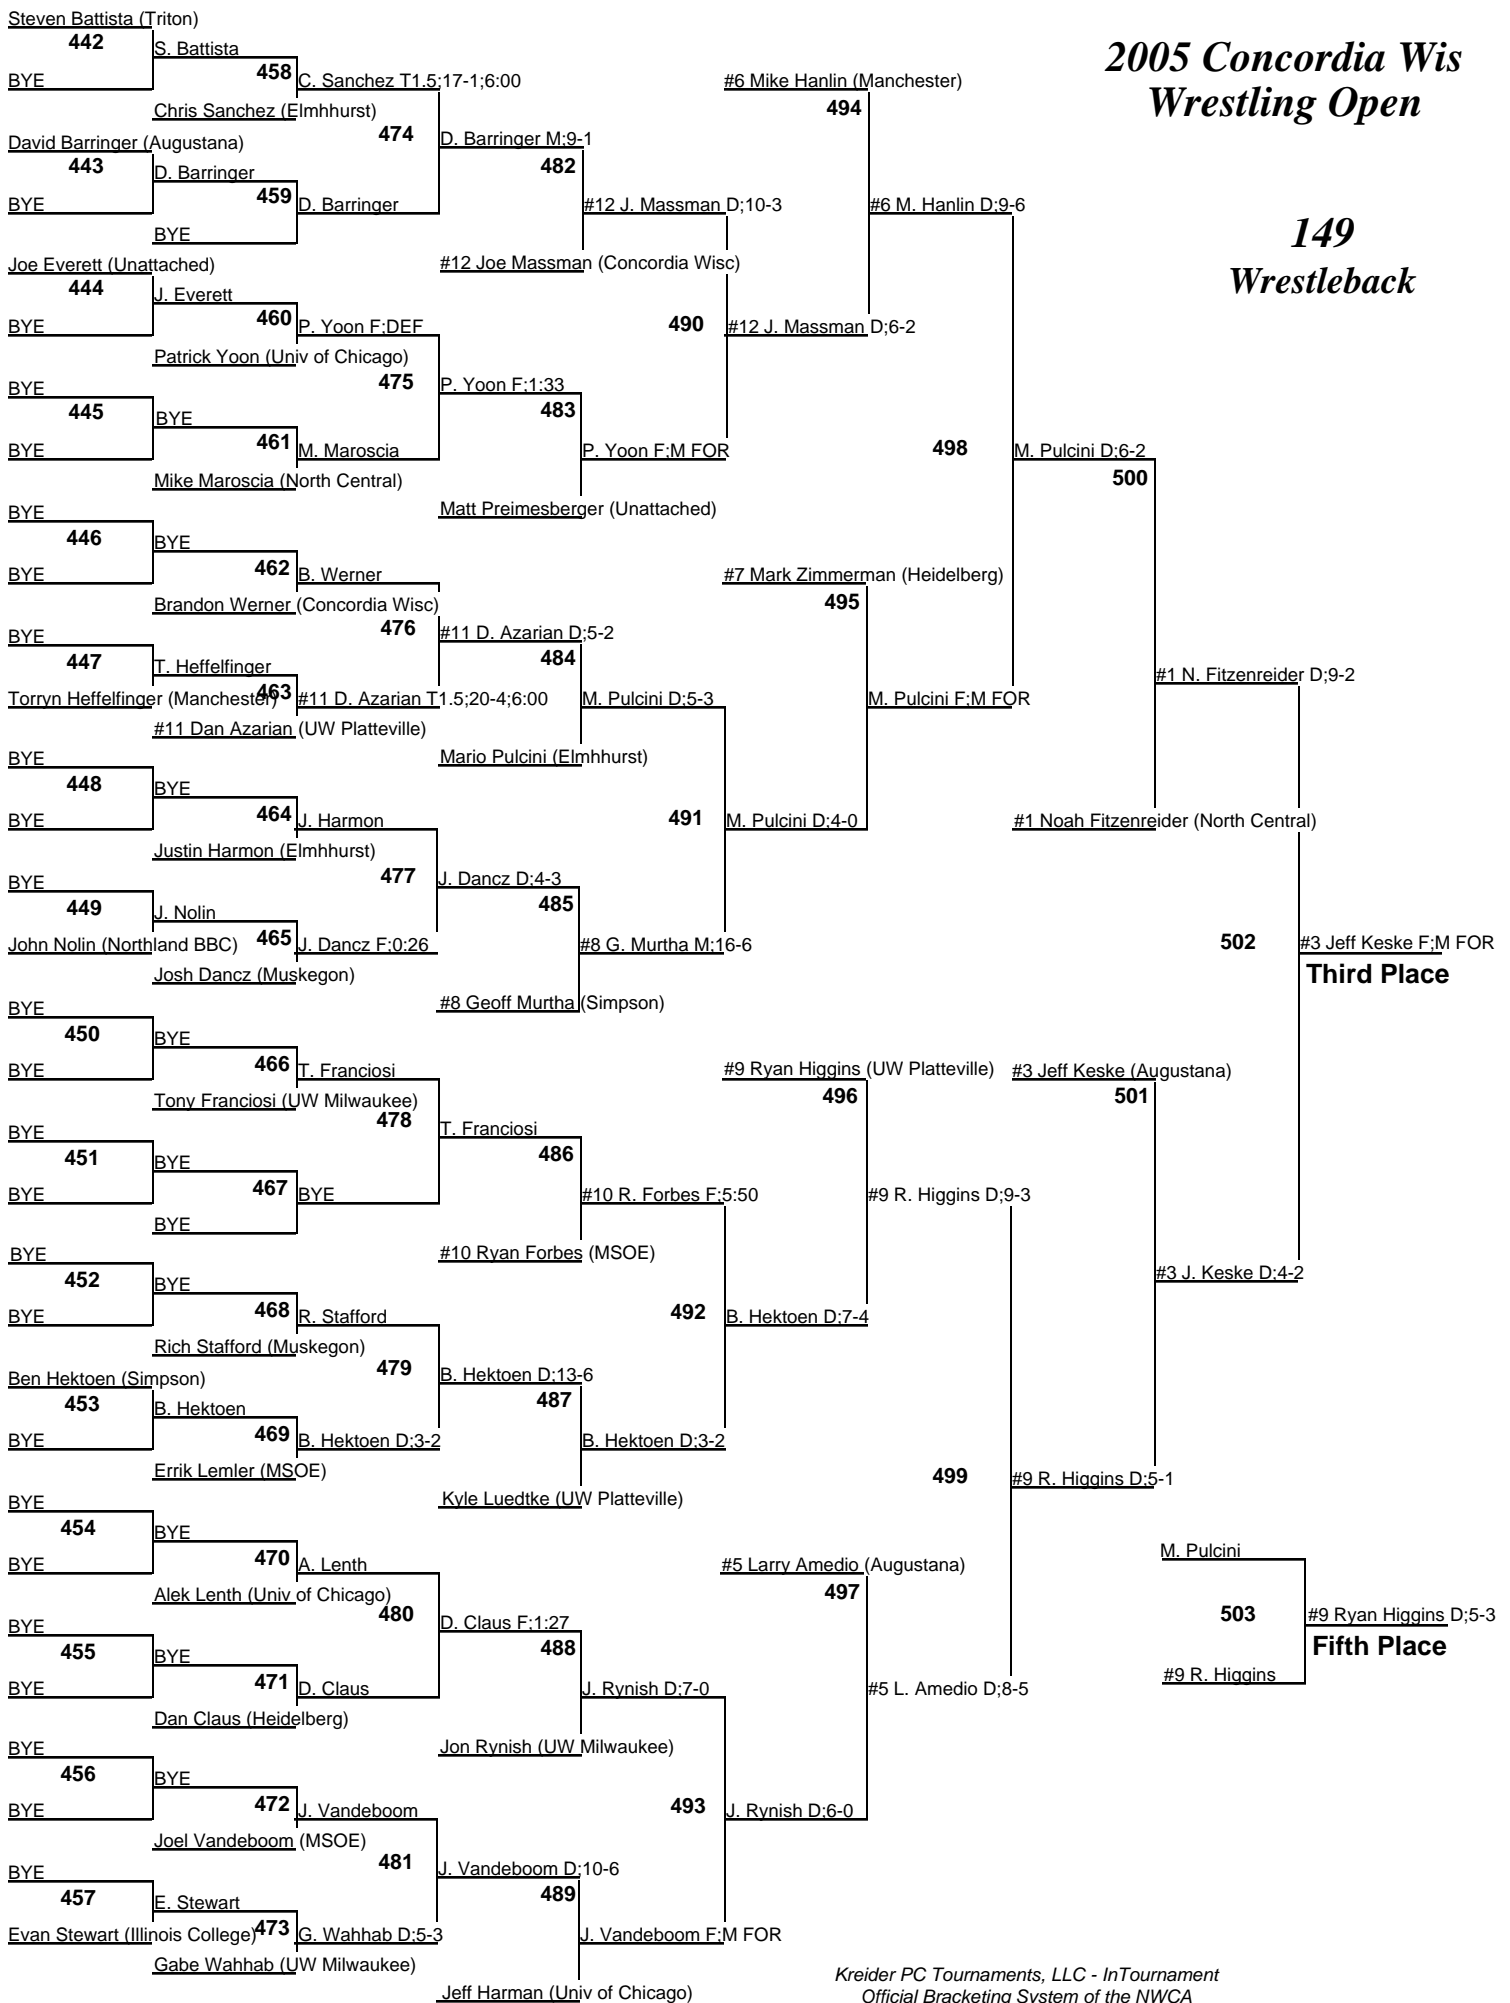 2005 Concordia Wis
Wrestling Open
149
Wrestleback
Steven Battista (Triton)
442
BYE
David Barringer (Augustana)
443
BYE
Joe Everett (Unattached)
444
BYE
BYE
445
BYE
BYE
446
BYE
BYE
447
Torryn Heffelfinger (Manchester)
BYE
448
BYE
BYE
449
John Nolin (Northland BBC)
BYE
450
BYE
BYE
451
BYE
BYE
452
BYE
Ben Hektoen (Simpson)
453
BYE
BYE
454
BYE
BYE
455
BYE
BYE
456
BYE
BYE
457
Evan Stewart (Illinois College)
S. Battista
458
Chris Sanchez (Elmhhurst)
D. Barringer
459
BYE
J. Everett
460
Patrick Yoon (Univ of Chicago)
BYE
461
Mike Maroscia (North Central)
BYE
462
Brandon Werner (Concordia Wisc)
T. Heffelfinger
463
#11 Dan Azarian (UW Platteville)
BYE
464
Justin Harmon (Elmhhurst)
J. Nolin
465
Josh Dancz (Muskegon)
BYE
466
Tony Franciosi (UW Milwaukee)
BYE
467
BYE
BYE
468
Rich Stafford (Muskegon)
B. Hektoen
469
Errik Lemler (MSOE)
BYE
470
Alek Lenth (Univ of Chicago)
BYE
471
Dan Claus (Heidelberg)
BYE
472
Joel Vandeboom (MSOE)
E. Stewart
473
Gabe Wahhab (UW Milwaukee)
C. Sanchez T1.5;17-1;6:00
474
D. Barringer
P. Yoon F;DEF
475
M. Maroscia
B. Werner
476
#11 D. Azarian T1.5;20-4;6:00
J. Harmon
477
J. Dancz F;0:26
T. Franciosi
478
BYE
R. Stafford
479
B. Hektoen D;3-2
A. Lenth
480
D. Claus
J. Vandeboom
481
G. Wahhab D;5-3
D. Barringer M;9-1
482
#12 Joe Massman (Concordia Wisc)
P. Yoon F;1:33
483
Matt Preimesberger (Unattached)
#11 D. Azarian D;5-2
484
Mario Pulcini (Elmhhurst)
J. Dancz D;4-3
485
#8 Geoff Murtha (Simpson)
T. Franciosi
486
#10 Ryan Forbes (MSOE)
B. Hektoen D;13-6
487
Kyle Luedtke (UW Platteville)
D. Claus F;1:27
488
Jon Rynish (UW Milwaukee)
J. Vandeboom D;10-6
489
Jeff Harman (Univ of Chicago)
#12 J. Massman D;10-3
490
P. Yoon F;M FOR
M. Pulcini D;5-3
491
#8 G. Murtha M;16-6
#10 R. Forbes F;5:50
492
B. Hektoen D;3-2
J. Rynish D;7-0
493
J. Vandeboom F;M FOR
#6 Mike Hanlin (Manchester)
494
#12 J. Massman D;6-2
#7 Mark Zimmerman (Heidelberg)
495
M. Pulcini D;4-0
#9 Ryan Higgins (UW Platteville)
496
B. Hektoen D;7-4
#5 Larry Amedio (Augustana)
497
J. Rynish D;6-0
#6 M. Hanlin D;9-6
498
M. Pulcini F;M FOR
#9 R. Higgins D;9-3
499
#5 L. Amedio D;8-5
M. Pulcini D;6-2
500
#1 Noah Fitzenreider (North Central)
#3 Jeff Keske (Augustana)
501
#9 R. Higgins D;5-1
#1 N. Fitzenreider D;9-2
502
#3 J. Keske D;4-2
#3 Jeff Keske F;M FOR
Third Place
M. Pulcini
503
#9 R. Higgins
#9 Ryan Higgins D;5-3
Fifth Place
Kreider PC Tournaments, LLC - InTournament
Official Bracketing System of the NWCA